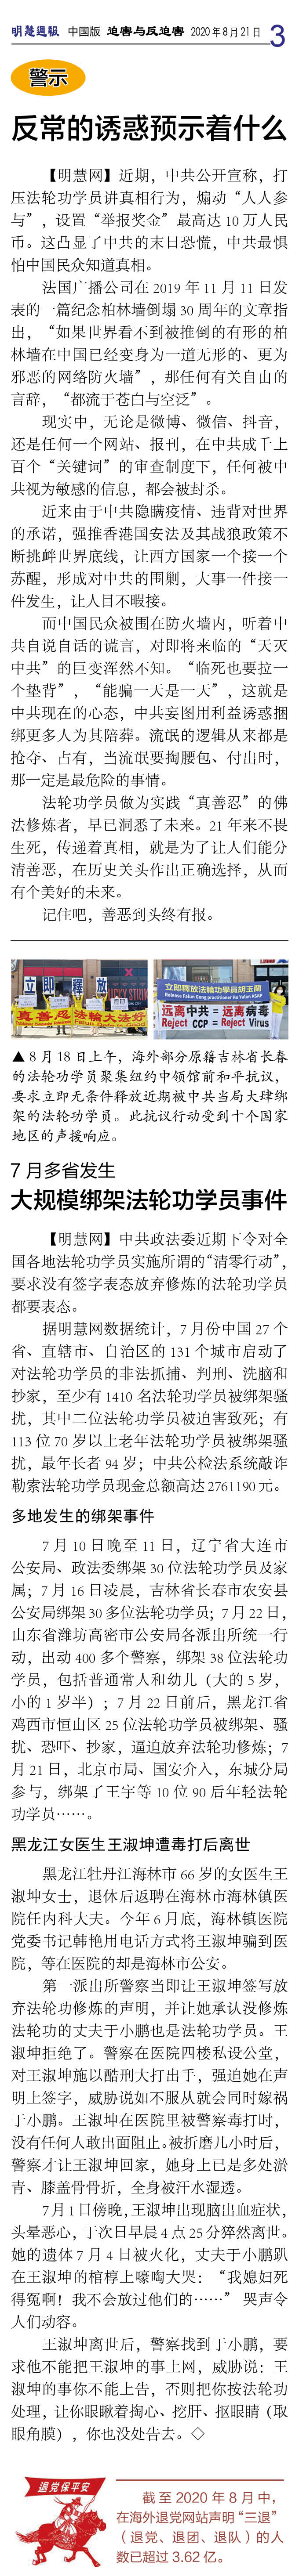 明慧週報 中国版 迫害与反迫害 2020年8月21日 3
警示
反常的诱惑预示着什么
【明慧网】近期，中共公开宣称，打
压法轮功学员讲真相行为，煽动“人人参
与”，设置“举报奖金”最高达 10 万人民
币。这凸显了中共的末日恐慌，中共最惧
怕中国民众知道真相。
法国广播公司在 2019 年 11 月 11 日发
表的一篇纪念柏林墙倒塌 30 周年的文章指
出，“如果世界看不到被推倒的有形的柏
林墙在中国已经变身为一道无形的、更为
邪恶的网络防火墙”，那任何有关自由的
言辞，“都流于苍白与空泛”。
现实中，无论是微博、微信、抖音，
还是任何一个网站、报刊，在中共成千上
百个“关键词”的审查制度下，任何被中
共视为敏感的信息，都会被封杀。
近来由于中共隐瞒疫情、违背对世界
的承诺，强推香港国安法及其战狼政策不
断挑衅世界底线，让西方国家一个接一个
苏醒，形成对中共的围剿，大事一件接一
件发生，让人目不暇接。
而中国民众被围在防火墙内，听着中
共自说自话的谎言，对即将来临的“天灭
中共”的巨变浑然不知。“临死也要拉一
个垫背”，“能骗一天是一天”，这就是
中共现在的心态，中共妄图用利益诱惑捆
绑更多人为其陪葬。流氓的逻辑从来都是
抢夺、占有，当流氓要掏腰包、付出时，
那一定是最危险的事情。
法轮功学员做为实践“真善忍”的佛
法修炼者，早已洞悉了未来。21 年来不畏
生死，传递着真相，就是为了让人们能分
清善恶，在历史关头作出正确选择，从而
有个美好的未来。
记住吧，善恶到头终有报。
立即釋放
真善忍 法輪大法好
立即釋放法輪功學員胡玉蘭
Release Falun Gong practitioner Hu Yulan ASAP
远离中共=远离病毒
Reject CCP = Reject Virus
▲ 8 月 18 日上午，海外部分原籍吉林省长春
的法轮功学员聚集纽约中领馆前和平抗议，
要求立即无条件释放近期被中共当局大肆绑
架的法轮功学员。此抗议行动受到十个国家
地区的声援响应。
7 月多省发生
大规模绑架法轮功学员事件
【明慧网】中共政法委近期下令对全
国各地法轮功学员实施所谓的“清零行动”，
要求没有签字表态放弃修炼的法轮功学员
都要表态。
据明慧网数据统计，7 月份中国 27 个
省、直辖市、自治区的 131 个城市启动了
对法轮功学员的非法抓捕、判刑、洗脑和
抄家，至少有 1410 名法轮功学员被绑架骚
扰，其中二位法轮功学员被迫害致死；有
113 位 70 岁以上老年法轮功学员被绑架骚
扰，最年长者 94 岁；中共公检法系统敲诈
勒索法轮功学员现金总额高达 2761190 元。
多地发生的绑架事件
7 月 10 日晚至 11 日，辽宁省大连市
公安局、政法委绑架 30 位法轮功学员及家
属；7 月 16 日凌晨，吉林省长春市农安县
公安局绑架 30 多位法轮功学员；7 月 22 日，
山东省潍坊高密市公安局各派出所统一行
动，出动 400 多个警察，绑架 38 位法轮功
学员，包括普通常人和幼儿（大的 5 岁，
小的 1 岁半）；7 月 22 日前后，黑龙江省
鸡西市恒山区 25 位法轮功学员被绑架、骚
扰、恐吓、抄家，逼迫放弃法轮功修炼；7
月 21 日，北京市局、国安介入，东城分局
参与，绑架了王宇等 10 位 90 后年轻法轮
功学员……。
黑龙江女医生王淑坤遭毒打后离世
黑龙江牡丹江海林市 66 岁的女医生王
淑坤女士，退休后返聘在海林市海林镇医
院任内科大夫。今年 6 月底，海林镇医院
党委书记韩艳用电话方式将王淑坤骗到医
院，等在医院的却是海林市公安。
第一派出所警察当即让王淑坤签写放
弃法轮功修炼的声明，并让她承认没修炼
法轮功的丈夫于小鹏也是法轮功学员。王
淑坤拒绝了。警察在医院四楼私设公堂，
对王淑坤施以酷刑大打出手，强迫她在声
明上签字，威胁说如不服从就会同时嫁祸
于小鹏。王淑坤在医院里被警察毒打时，
没有任何人敢出面阻止。被折磨几小时后，
警察才让王淑坤回家，她身上已是多处淤
青、膝盖骨骨折，全身被汗水湿透。
7月1日傍晚，王淑坤出现脑出血症状，
头晕恶心，于次日早晨 4 点 25 分猝然离世。
她的遗体 7 月 4 日被火化，丈夫于小鹏趴
在王淑坤的棺椁上嚎啕大哭：“我媳妇死
得冤啊！我不会放过他们的……” 哭声令
人们动容。
王淑坤离世后，警察找到于小鹏，要
求他不能把王淑坤的事上网，威胁说：王
淑坤的事你不能上告，否则把你按法轮功
处理，让你眼瞅着掏心、挖肝、抠眼睛（取
眼角膜），你也没处告去。◇
退党保平安
截至 2020 年 8 月中，
在海外退党网站声明“三退”
（退党、退团、退队）的人
数已超过 3.62 亿。